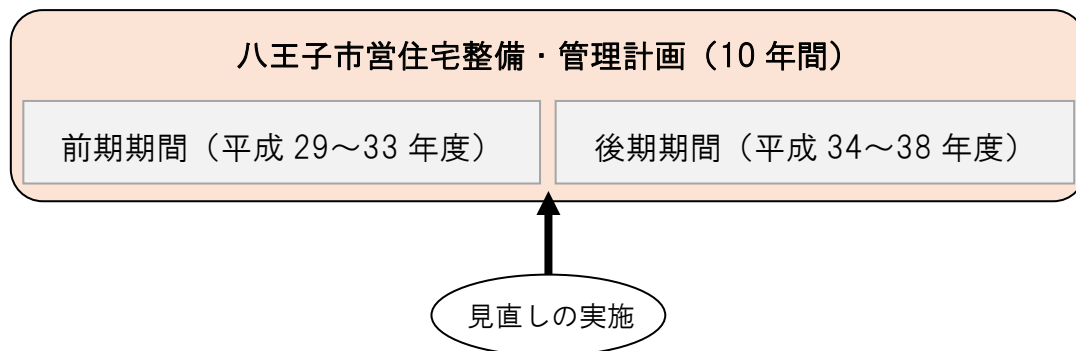 八王子市営住宅整備・管理計画（10 年間）
前期期間（平成 29～33 年度）
後期期間（平成 34～38 年度）
見直しの実施